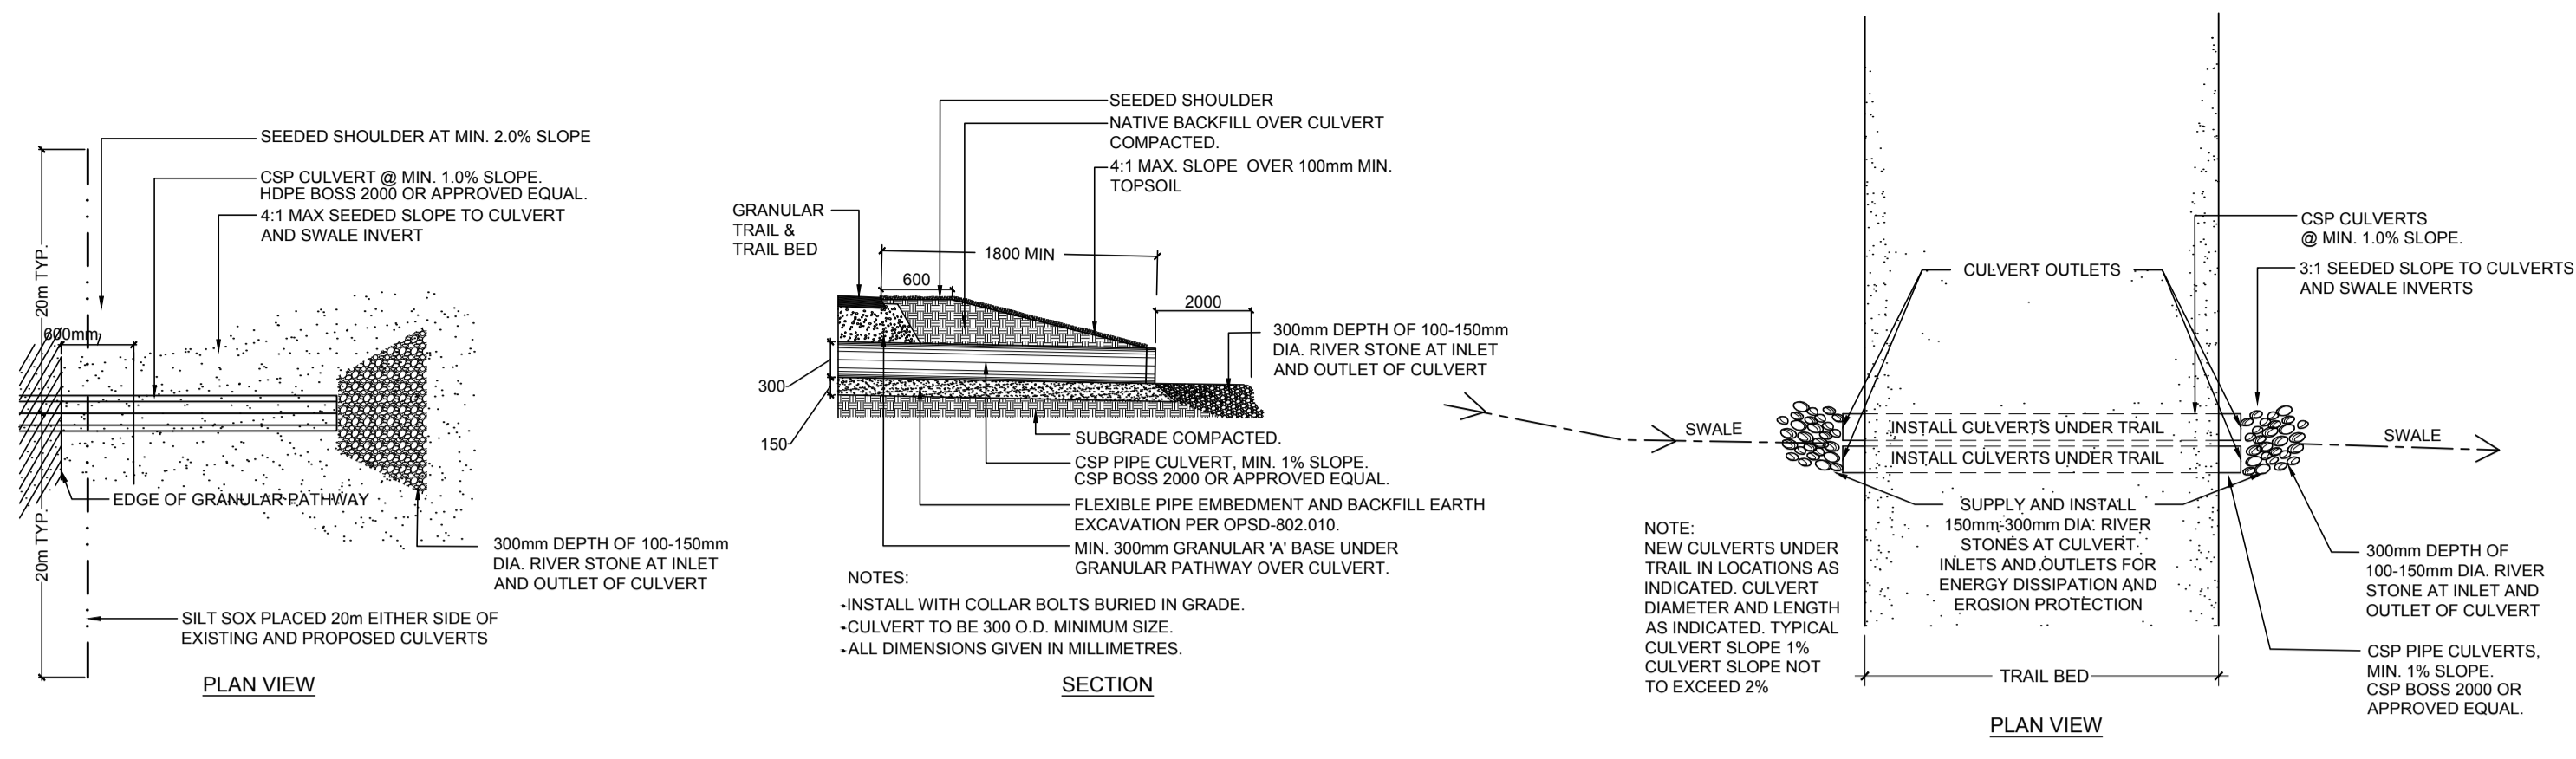 SEEDED SHOULDER AT MIN. 2.0% SLOPE
CSP CULVERT @ MIN. 1.0% SLOPE.
HDPE BOSS 2000 OR APPROVED EQUAL.
4:1 MAX SEEDED SLOPE TO CULVERT
AND SWALE INVERT
20m TYP.
600mm
EDGE OF GRANULAR PATHWAY
20m TYP.
300mm DEPTH OF 100-150mm
DIA. RIVER STONE AT INLET
AND OUTLET OF CULVERT
SILT SOX PLACED 20m EITHER SIDE OF
EXISTING AND PROPOSED CULVERTS
PLAN VIEW
SEEDED SHOULDER
NATIVE BACKFILL OVER CULVERT
COMPACTED.
4:1 MAX. SLOPE OVER 100mm MIN.
TOPSOIL
GRANULAR
TRAIL &
TRAIL BED
1800 MIN
600
2000
300mm DEPTH OF 100-150mm
DIA. RIVER STONE AT INLET
AND OUTLET OF CULVERT
300
150
SUBGRADE COMPACTED.
CSP PIPE CULVERT, MIN. 1% SLOPE.
CSP BOSS 2000 OR APPROVED EQUAL.
FLEXIBLE PIPE EMBEDMENT AND BACKFILL EARTH
EXCAVATION PER OPSD-802.010.
MIN. 300mm GRANULAR 'A' BASE UNDER
GRANULAR PATHWAY OVER CULVERT.
NOTES:
•INSTALL WITH COLLAR BOLTS BURIED IN GRADE.
•CULVERT TO BE 300 O.D. MINIMUM SIZE.
•ALL DIMENSIONS GIVEN IN MILLIMETRES.
SECTION
CSP CULVERTS
@ MIN. 1.0% SLOPE.
CULVERT OUTLETS
3:1 SEEDED SLOPE TO CULVERTS
AND SWALE INVERTS
SWALE
INSTALL CULVERTS UNDER TRAIL
INSTALL CULVERTS UNDER TRAIL
SWALE
SUPPLY AND INSTALL
150mm-300mm DIA. RIVER
STONES AT CULVERT
INLETS AND OUTLETS FOR
ENERGY DISSIPATION AND
EROSION PROTECTION
NOTE:
NEW CULVERTS UNDER
TRAIL IN LOCATIONS AS
INDICATED. CULVERT
DIAMETER AND LENGTH
AS INDICATED. TYPICAL
CULVERT SLOPE 1%
CULVERT SLOPE NOT
TO EXCEED 2%
300mm DEPTH OF
100-150mm DIA. RIVER
STONE AT INLET AND
OUTLET OF CULVERT
CSP PIPE CULVERTS,
MIN. 1% SLOPE.
CSP BOSS 2000 OR
APPROVED EQUAL.
TRAIL BED
PLAN VIEW